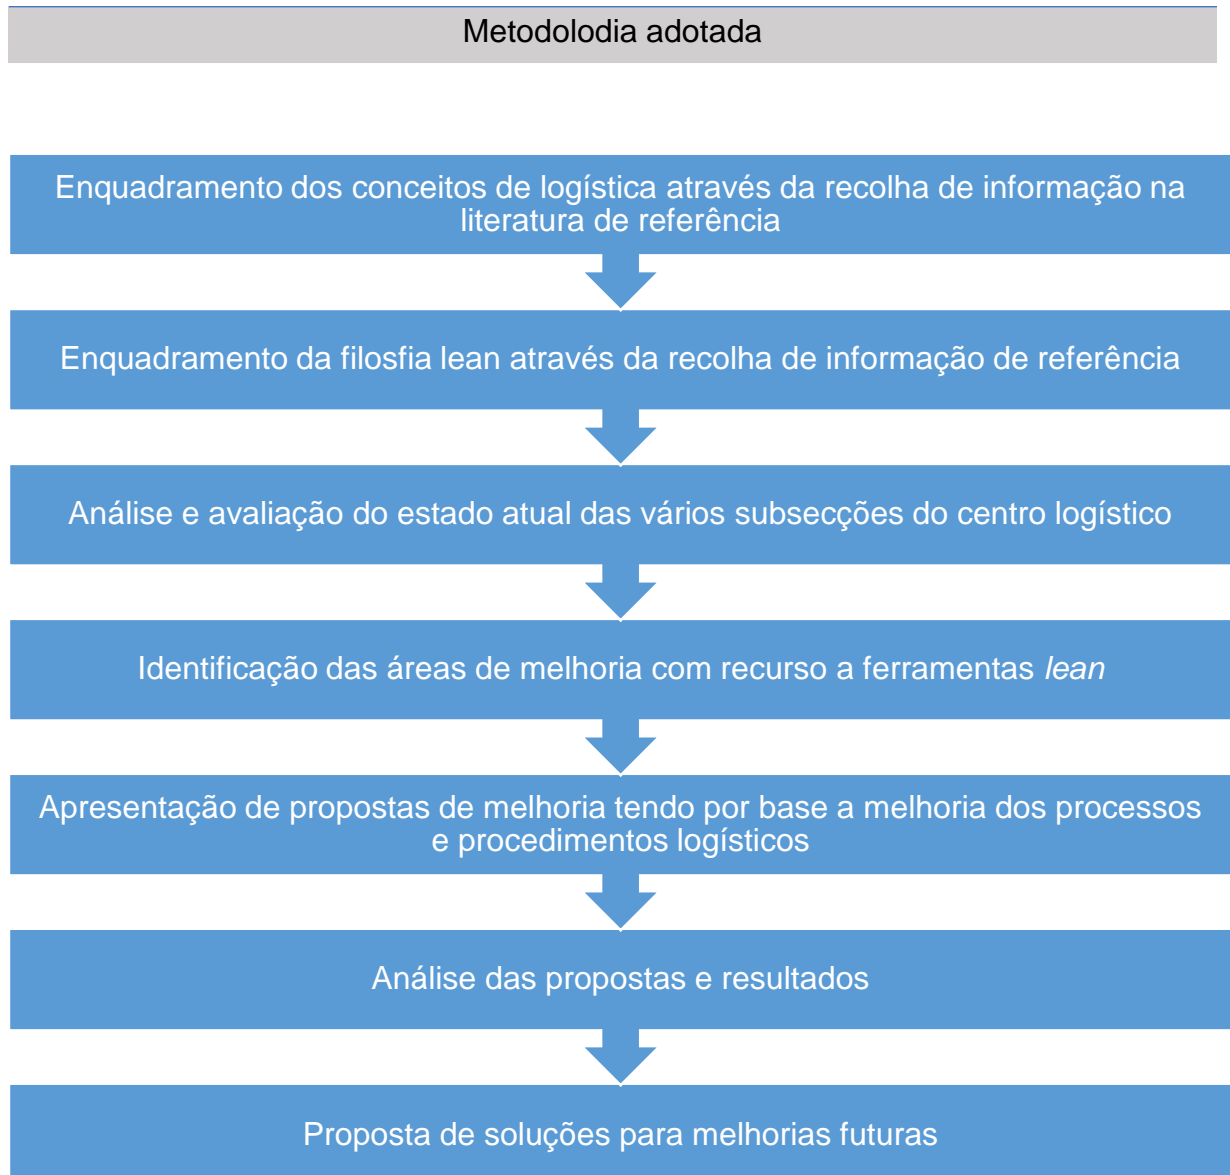 Metodolodia adotada
Enquadramento dos conceitos de logística através da recolha de informação na
literatura de referência
Enquadramento da filosfia lean através da recolha de informação de referência
Análise e avaliação do estado atual das vários subsecções do centro logístico
Identificação das áreas de melhoria com recurso a ferramentas lean
Apresentação de propostas de melhoria tendo por base a melhoria dos processos
e procedimentos logísticos
Análise das propostas e resultados
Proposta de soluções para melhorias futuras